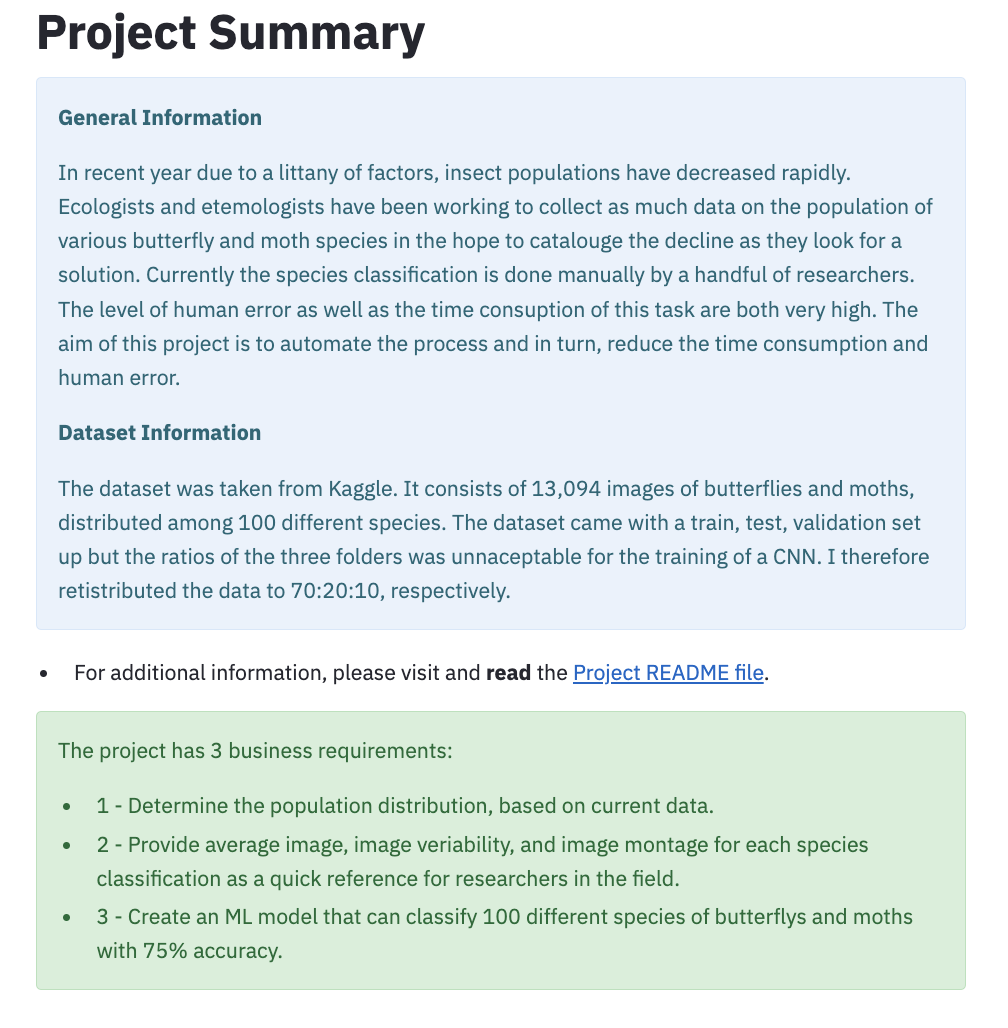 Project Summary
General Information
In recent year due to a littany of factors, insect populations have decreased rapidly.
Ecologists and etemologists have been working to collect as much data on the population of
various butterfly and moth species in the hope to catalouge the decline as they look for a
solution. Currently the species classification is done manually by a handful of researchers.
The level of human error as well as the time consuption of this task are both very high. The
aim of this project is to automate the process and in turn, reduce the time consumption and
human error.
Dataset Information
The dataset was taken from Kaggle. It consists of 13,094 images of butterflies and moths,
distributed among 100 different species. The dataset came with a train, test, validation set
up but the ratios of the three folders was unnaceptable for the training of a CNN. I therefore
retistributed the data to 70:20:10, respectively.
• For additional information, please visit and read the Project README file.
The project has 3 business requirements:
• 1 - Determine the population distribution, based on current data.
• 2 - Provide average image, image veriability, and image montage for each species
classification as a quick reference for researchers in the field.
• 3 - Create an ML model that can classify 100 different species of butterflys and moths
with 75% accuracy.